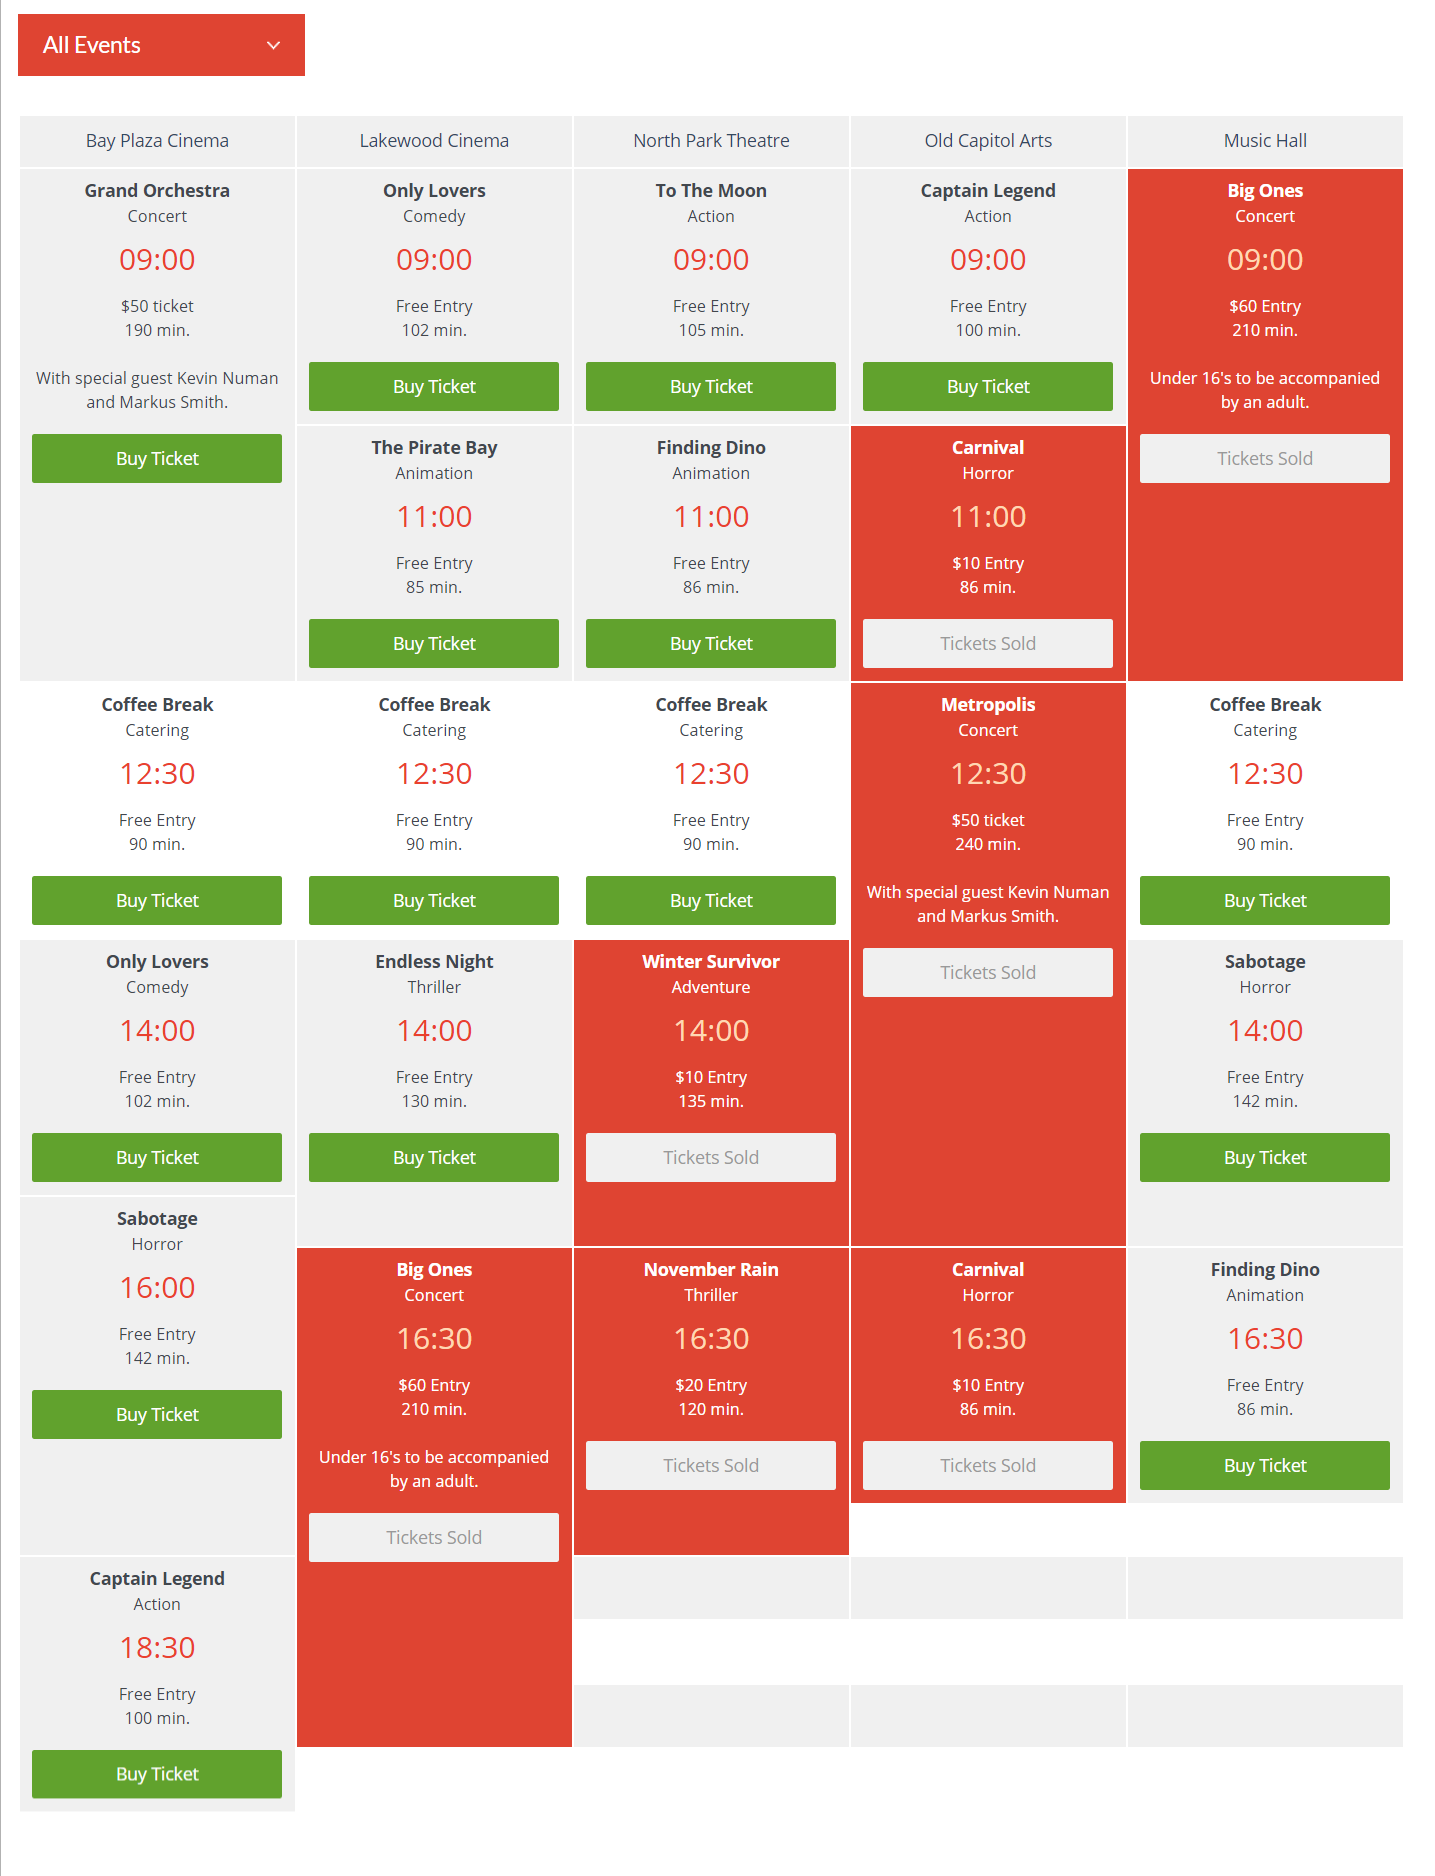 All Events
Bay Plaza Cinema
Lakewood Cinema
North Park Theatre
Old Capitol Arts
Music Hall
Grand Orchestra
Concert
09:00
$50 ticket
190 min.
With special guest Kevin Numan
and Markus Smith.
Buy Ticket
Only Lovers
Comedy
09:00
Free Entry
102 min.
Buy Ticket
To The Moon
Action
09:00
Free Entry
105 min.
Buy Ticket
Captain Legend
Action
09:00
Free Entry
100 min.
Buy Ticket
Big Ones
Concert
09:00
$60 Entry
210 min.
Under 16's to be accompanied
by an adult.
Tickets Sold
The Pirate Bay
Animation
11:00
Free Entry
85 min.
Buy Ticket
Finding Dino
Animation
11:00
Free Entry
86 min.
Buy Ticket
Carnival
Horror
11:00
$10 Entry
86 min.
Tickets Sold
Coffee Break
Catering
12:30
Free Entry
90 min.
Buy Ticket
Coffee Break
Catering
12:30
Free Entry
90 min.
Buy Ticket
Coffee Break
Catering
12:30
Free Entry
90 min.
Buy Ticket
Metropolis
Concert
12:30
$50 ticket
240 min.
With special guest Kevin Numan
and Markus Smith.
Tickets Sold
Coffee Break
Catering
12:30
Free Entry
90 min.
Buy Ticket
Only Lovers
Comedy
14:00
Free Entry
102 min.
Buy Ticket
Endless Night
Thriller
14:00
Free Entry
130 min.
Buy Ticket
Winter Survivor
Adventure
14:00
$10 Entry
135 min.
Tickets Sold
Sabotage
Horror
14:00
Free Entry
142 min.
Buy Ticket
Sabotage
Horror
16:00
Free Entry
142 min.
Buy Ticket
Big Ones
Concert
16:30
$60 Entry
210 min.
Under 16's to be accompanied
by an adult.
Tickets Sold
November Rain
Thriller
16:30
$20 Entry
120 min.
Tickets Sold
Carnival
Horror
16:30
$10 Entry
86 min.
Tickets Sold
Finding Dino
Animation
16:30
Free Entry
86 min.
Buy Ticket
Captain Legend
Action
18:30
Free Entry
100 min.
Buy Ticket